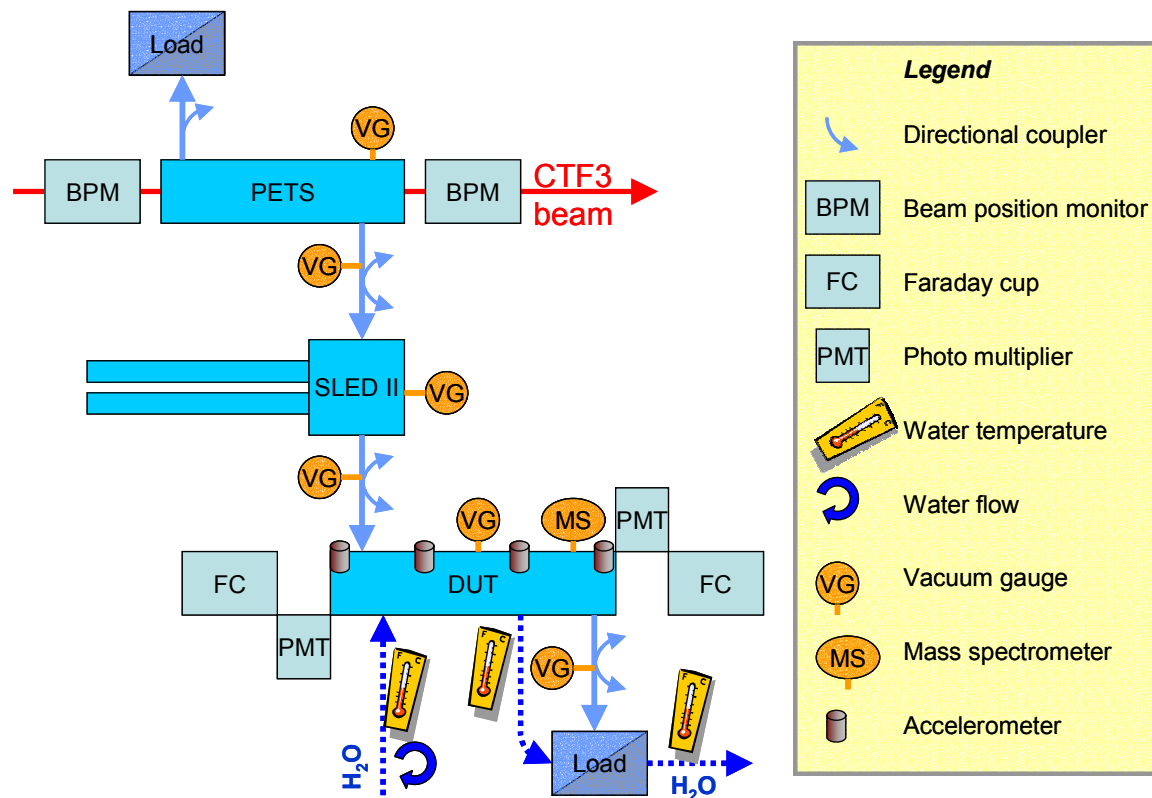 Load
VG
BPM
PETS
BPM
CTF3
beam
VG
SLED II
VG
VG
VG
MS
PMT
FC
DUT
FC
PMT
F C
F C
VG
F C
H₂O
Load
H₂O
Legend
Directional coupler
BPM Beam position monitor
FC Faraday cup
PMT Photo multiplier
F C Water temperature
Water flow
VG Vacuum gauge
MS Mass spectrometer
Accelerometer